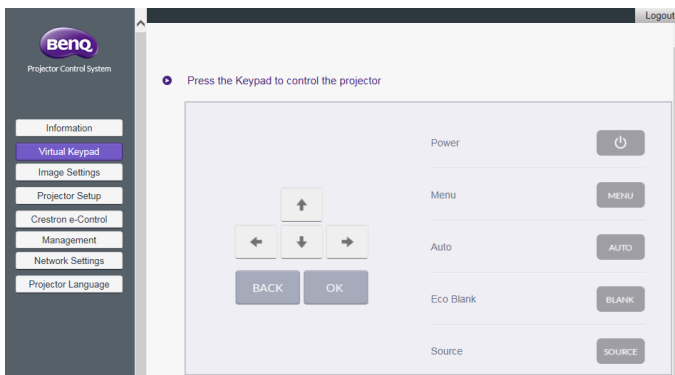 Logout
BenQ
Projector Control System
Press the Keypad to control the projector
Information
Virtual Keypad
Image Settings
Projector Setup
Crestron e-Control
Management
Network Settings
Projector Language
BACK OK
Power
Menu MENU
Auto AUTO
Eco Blank BLANK
Source SOURCE